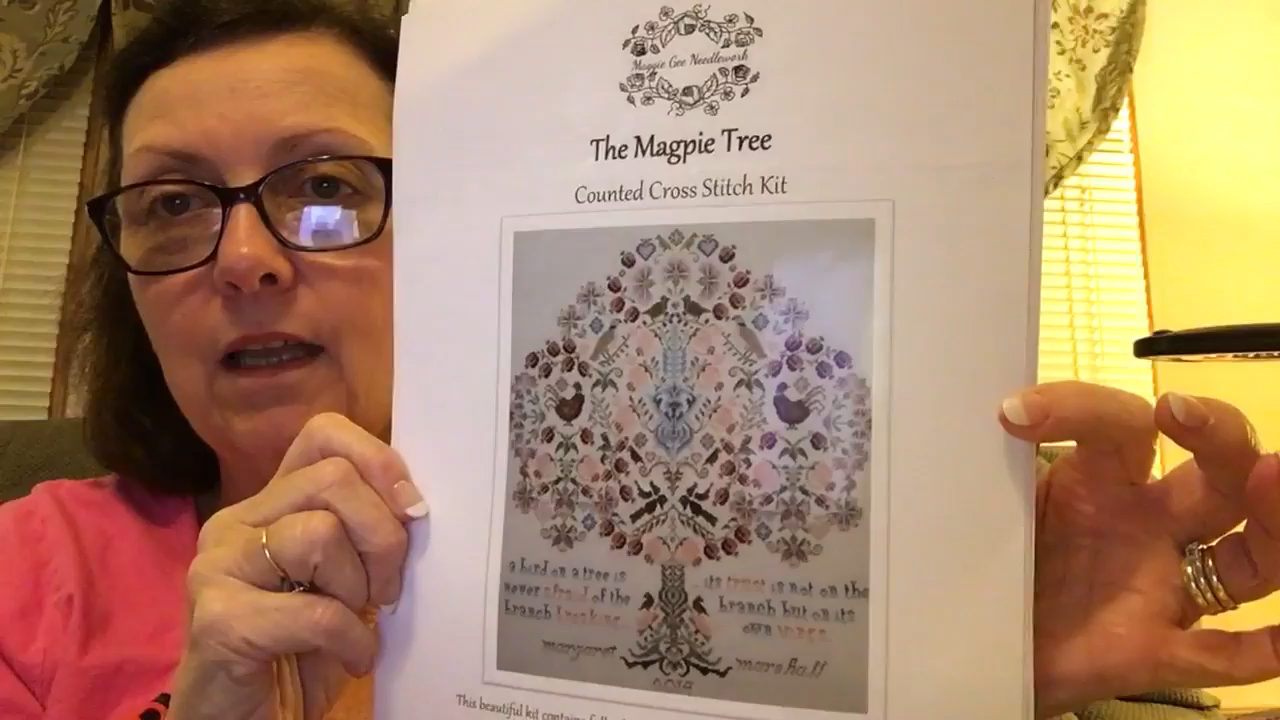 Maggie Gee Needlework
The Magpie Tree
Counted Cross Stitch Kit
a bird on a tree is
never afraid of the
branch breaking
its trust is not on the
branch but on its
own wings
margaret
marshall
2019
This beautiful kit contains full